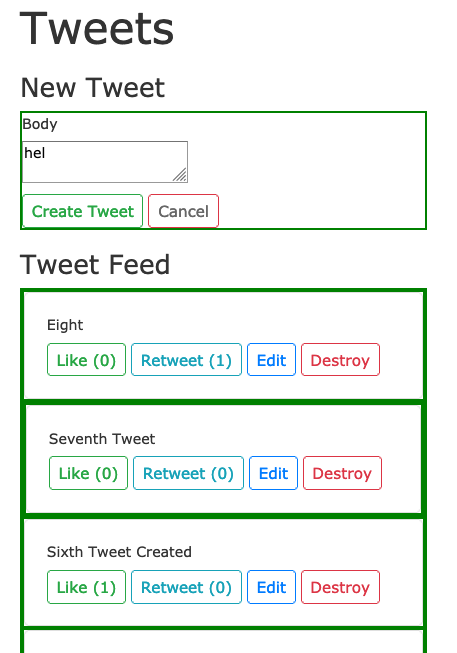 Tweets
New Tweet
Body
hel
Create Tweet Cancel
Tweet Feed
Eight
Like (0) Retweet (1) Edit Destroy
Seventh Tweet
Like (0) Retweet (0) Edit Destroy
Sixth Tweet Created
Like (1) Retweet (0) Edit Destroy